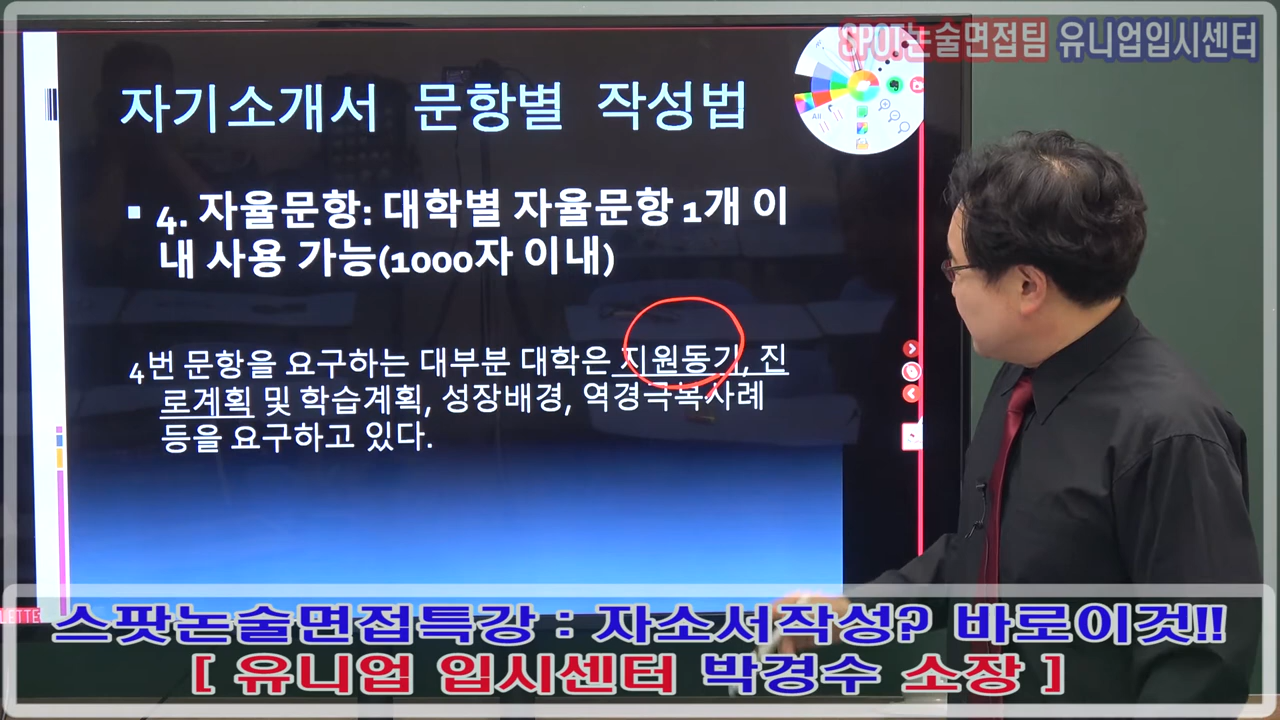 SPOT논술면접팀 유니업입시센터
자기소개서 문항별 작성법
▪ 4. 자율문항: 대학별 자율문항 1개 이
내 사용 가능(1000자 이내)
4번 문항을 요구하는 대부분 대학은 지원동기, 진
로계획 및 학습계획, 성장배경, 역경극복사례
등을 요구하고 있다.
All
LETTE
스팟논술면접특강 : 자소서작성? 바로이것!!
[ 유니업 입시센터 박경수 소장 ]